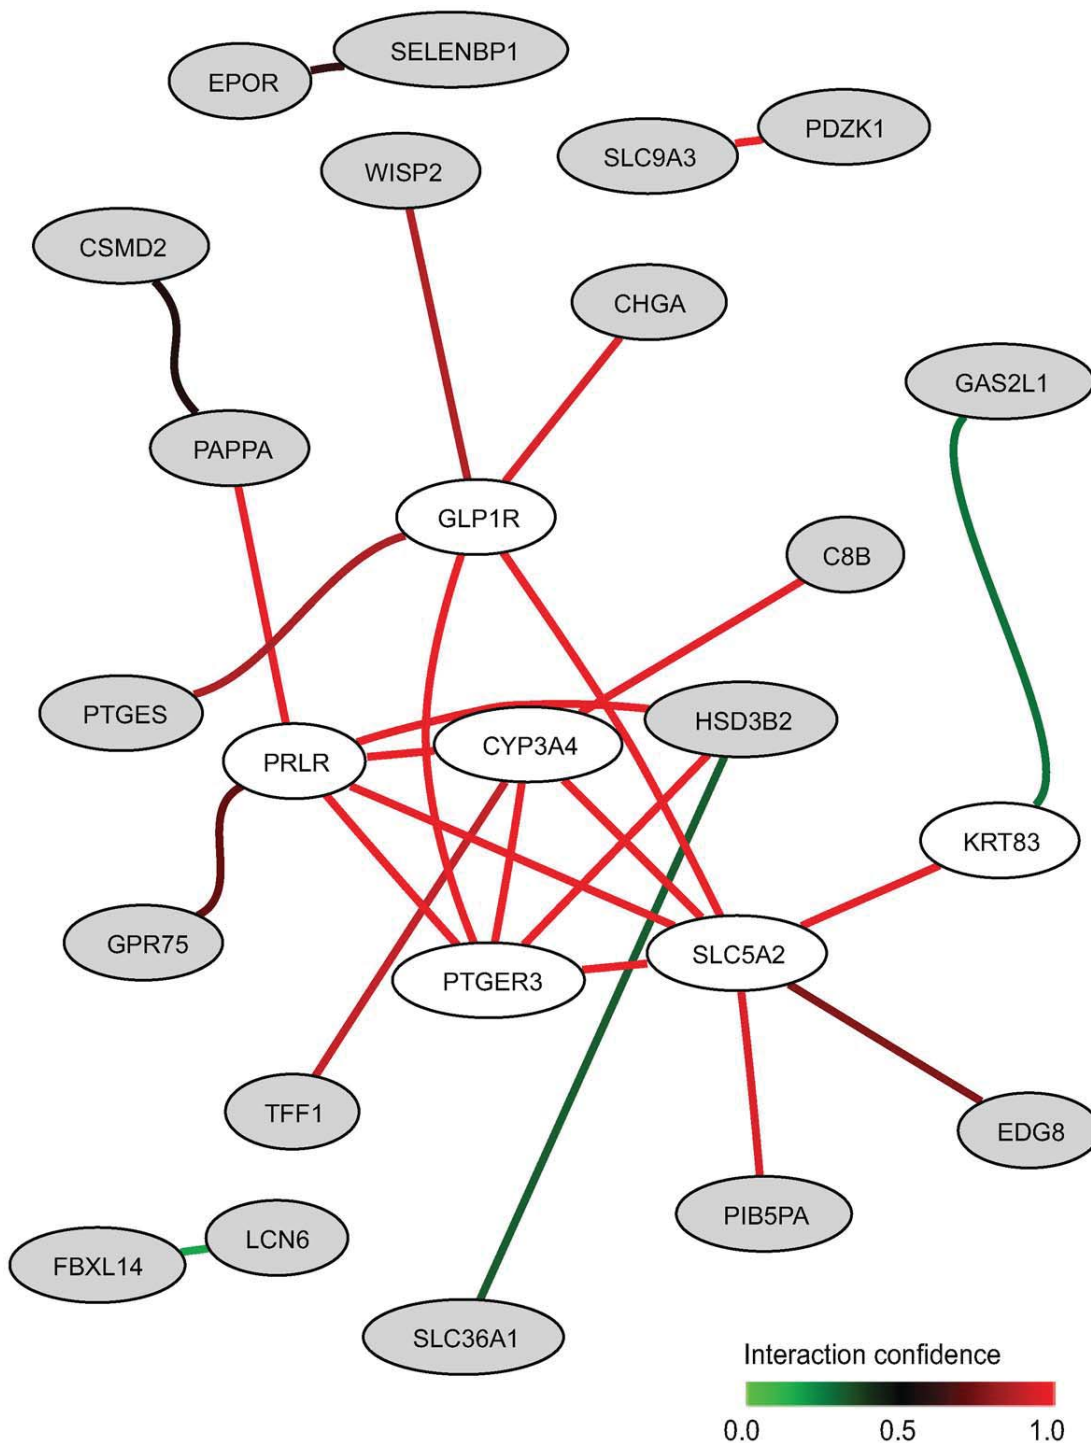 SELENBP1
EPOR
PDZK1
SLC9A3
WISP2
CSMD2
CHGA
GAS2L1
PAPPA
GLP1R
C8B
PTGES
HSD3B2
CYP3A4
PRLR
KRT83
GPR75
SLC5A2
PTGER3
TFF1
EDG8
PIB5PA
LCN6
FBXL14
SLC36A1
Interaction confidence
0.0 0.5 1.0